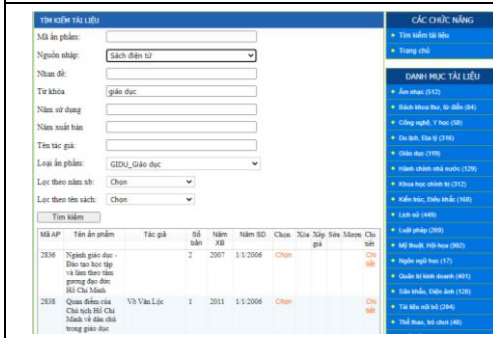 TÌM KIẾM TÀI LIỆU
Mã ấn phẩm:
Nguồn nhập: Sách điện tử
Nhan đề:
Từ khóa giáo dục
Năm sử dụng
Năm xuất bản
Tên tác giả:
Loại ấn phẩm: GIDU_Giáo dục
Lọc theo năm xb: Chọn
Lọc theo tên sách: Chọn
Tìm kiếm
Mã AP Tên ấn phẩm Tác giả Số bản Năm XB Năm SD Chọn Xóa Xếp giá Sửa Mượn Chi tiết
2836 Ngành giáo dục - 2 2007 1/1/2006 Chọn Chi tiết
Đào tạo học tập
và làm theo tấm
gương đạo đức
Hồ Chí Minh
2838 Quan điểm của Võ Văn Lộc 1 2011 1/1/2006 Chọn Chi tiết
Chủ tịch Hồ Chí
Minh về dân chủ
trong giáo dục
CÁC CHỨC NĂNG
Tìm kiếm tài liệu
Trang chủ
DANH MỤC TÀI LIỆU
Âm nhạc (512)
Bách khoa thư, từ điển (84)
Công nghệ, Y học (58)
Du lịch, Địa lý (316)
Giáo dục (119)
Hành chính nhà nước (129)
Khoa học chính trị (312)
Kiến trúc, Điêu khắc (168)
Lịch sử (449)
Luật pháp (269)
Mỹ thuật, Hội họa (902)
Ngôn ngữ học (17)
Quản trị kinh doanh (401)
Sân khấu, Điện ảnh (120)
Tài liệu nội bộ (204)
Thể thao, trò chơi (48)